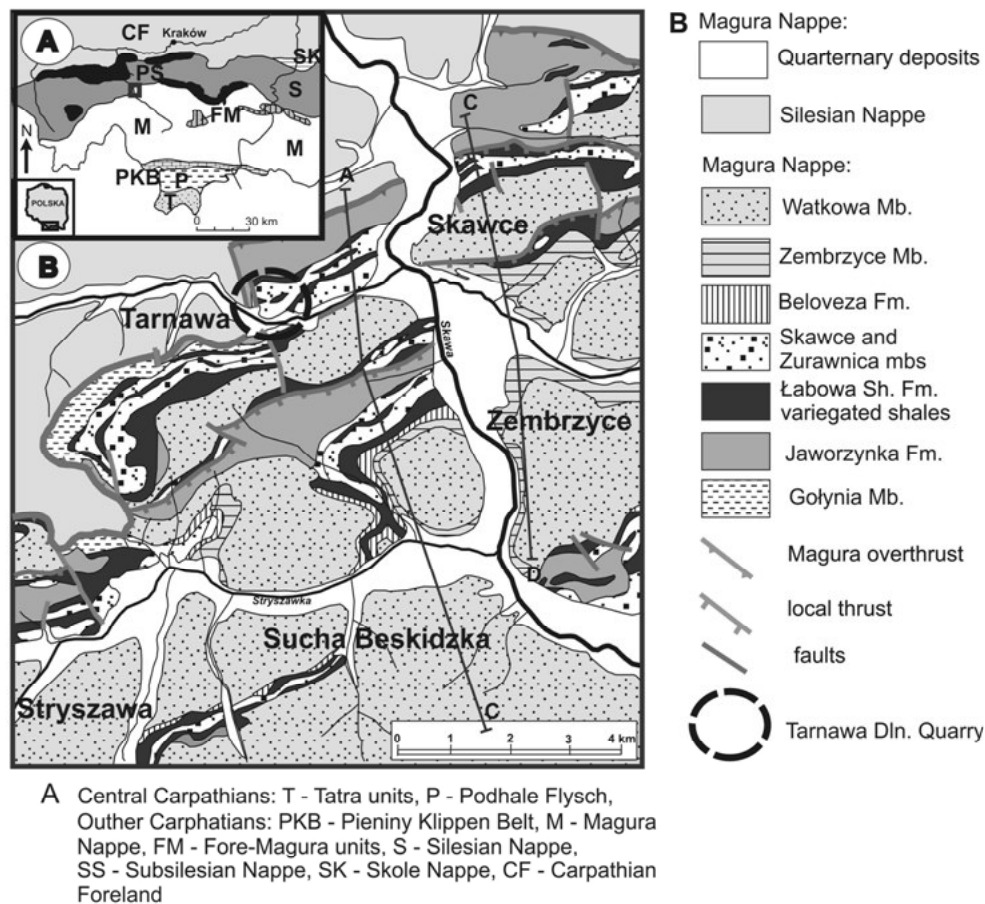 A
CF
Kraków
SK
PS
S
FM
M
M
N
PKB
P
T
POLSKA
0 30 km
B
C
A
Skawce
Tarnawa
Skawa
Zembrzyce
D
Stryszawka
Sucha Beskidzka
Stryszawa
C
0 1 2 3 4 km
B Magura Nappe:
Quarternary deposits
Silesian Nappe
Magura Nappe:
Watkowa Mb.
Zembrzyce Mb.
Beloveza Fm.
Skawce and
Zurawnica mbs
Łabowa Sh. Fm.
variegated shales
Jaworzynka Fm.
Gołynia Mb.
Magura overthrust
local thrust
faults
Tarnawa Dln. Quarry
A Central Carpathians: T - Tatra units, P - Podhale Flysch,
Outher Carphatians: PKB - Pieniny Klippen Belt, M - Magura
Nappe, FM - Fore-Magura units, S - Silesian Nappe,
SS - Subsilesian Nappe, SK - Skole Nappe, CF - Carpathian
Foreland